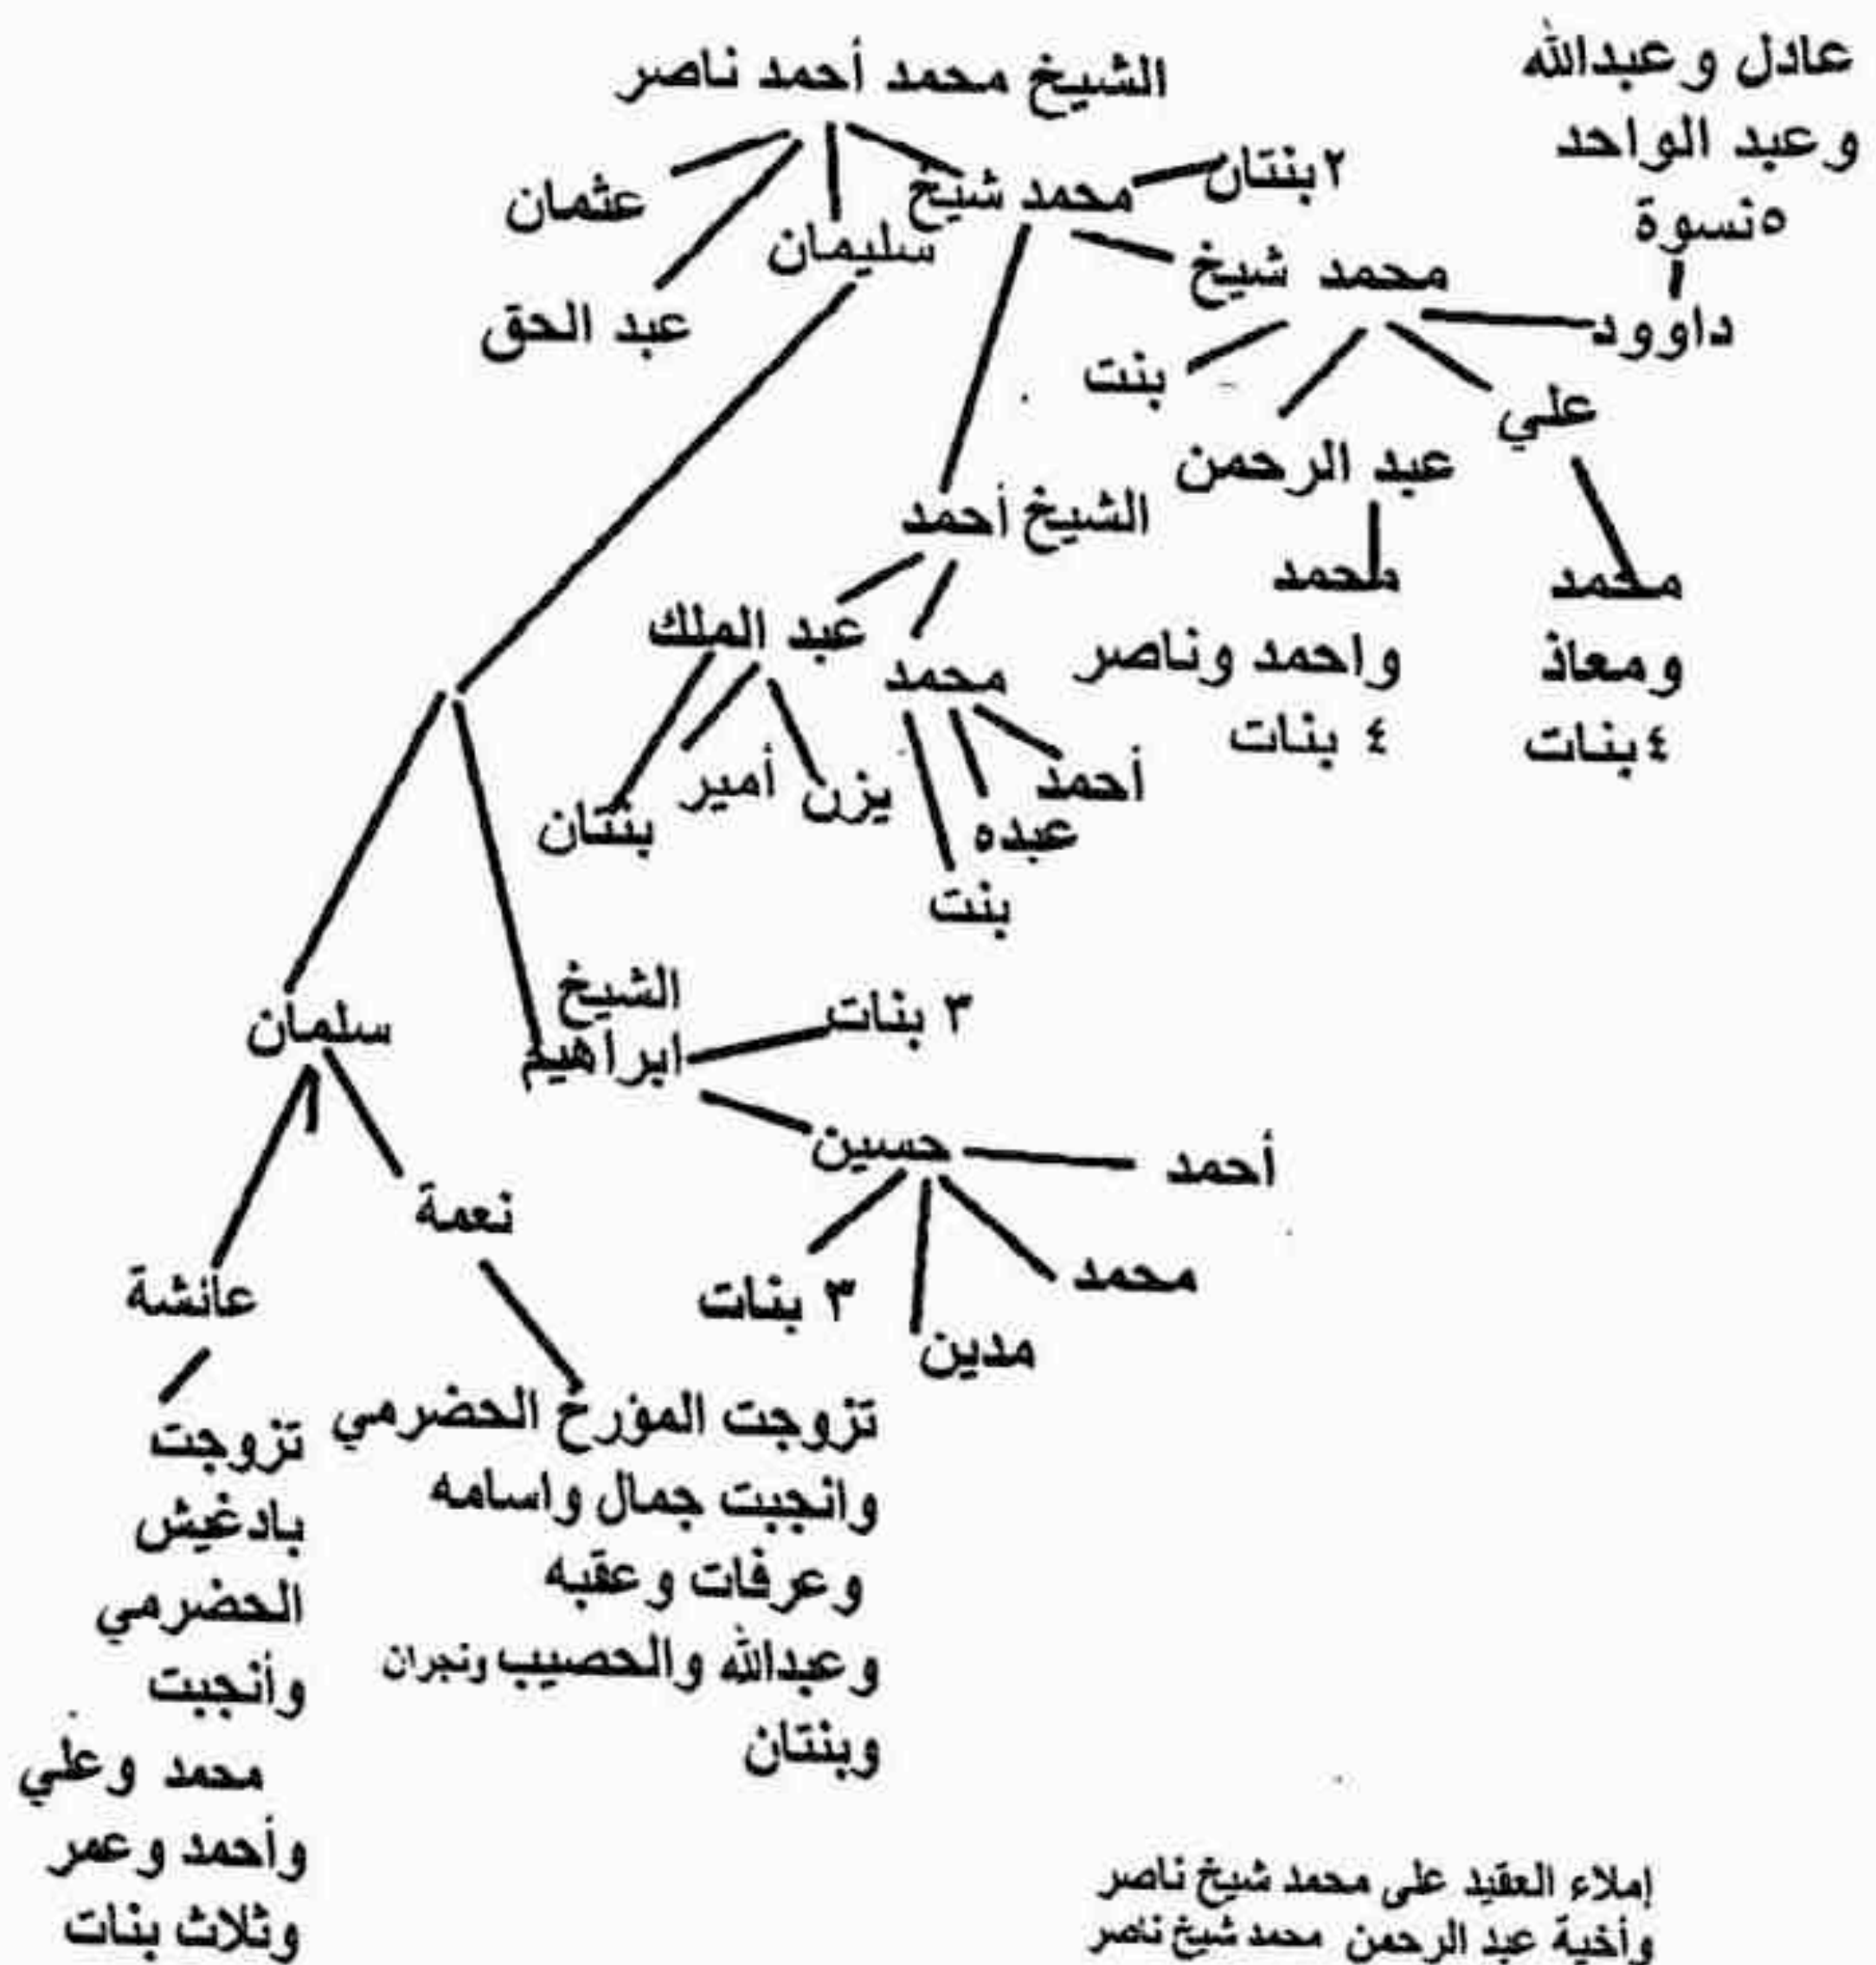 الشيخ محمد أحمد ناصر
عادل وعبدالله
وعبد الواحد
٥نسوة
داوود
عثمان
عبد الحق
سليمان
محمد شيخ
٢بنتان
محمد شيخ
بنت
عبد الرحمن
علي
محمد
واحمد وناصر
٤ بنات
محمد
ومعاذ
٤بنات
الشيخ أحمد
عبد الملك
محمد
بنتان
أمير
يزن
أحمد
عبده
بنت
سلمان
الشيخ
ابراهيم
٣ بنات
حسين
أحمد
محمد
مدين
٣ بنات
نعمة
عائشة
تزوجت المؤرخ الحضرمي
وانجبت جمال واسامه
وعرفات وعقبه
وعبدالله والحصيب ونجران
وبنتان
تزوجت
بادغيش
الحضرمي
وأنجبت
محمد وعلي
وأحمد وعمر
وثلاث بنات
إملاء العقيد على محمد شيخ ناصر
وأخية عبد الرحمن محمد شيخ ناصر